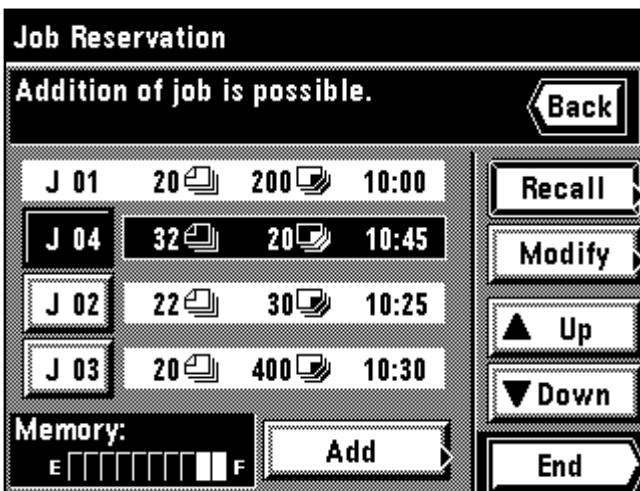 Job Reservation
Addition of job is possible.
Back
J 01 20 200 10:00
Recall
J 04 32 20 10:45
Modify
J 02 22 30 10:25
Up
J 03 20 400 10:30
Down
Memory:
E F
Add
End